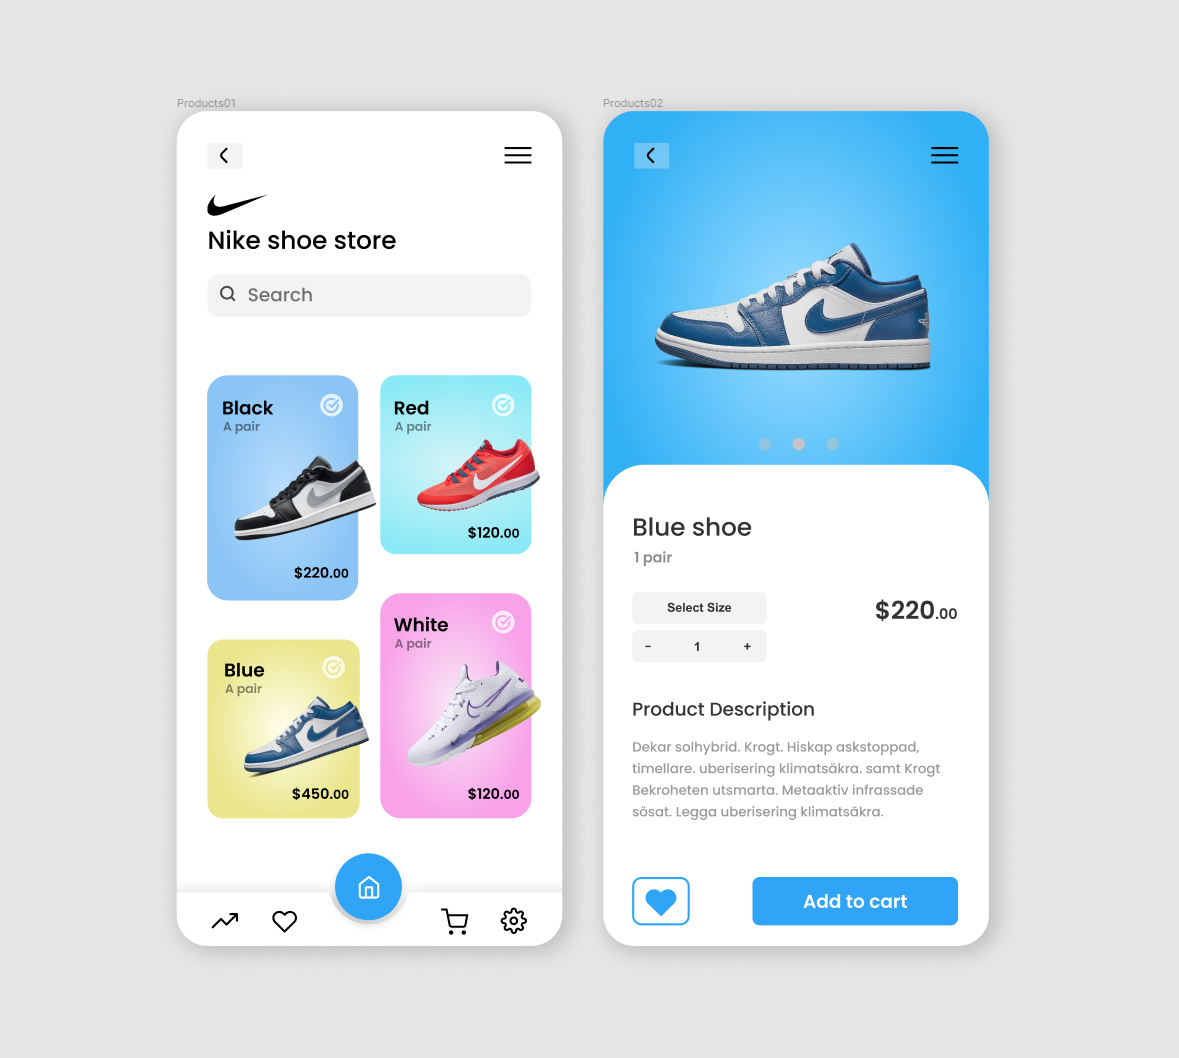 Products01
Nike shoe store
Search
Black
A pair
$220.00
Red
A pair
$120.00
Blue
A pair
$450.00
White
A pair
$120.00
Products02
Blue shoe
1 pair
Select Size
$220.00
- 1 +
Product Description
Dekar solhybrid. Krogt. Hiskap askstoppad,
timellare. uberisering klimatsäkra. samt Krogt
Bekroheten utsmarta. Metaaktiv infrassade
sösat. Legga uberisering klimatsäkra.
Add to cart